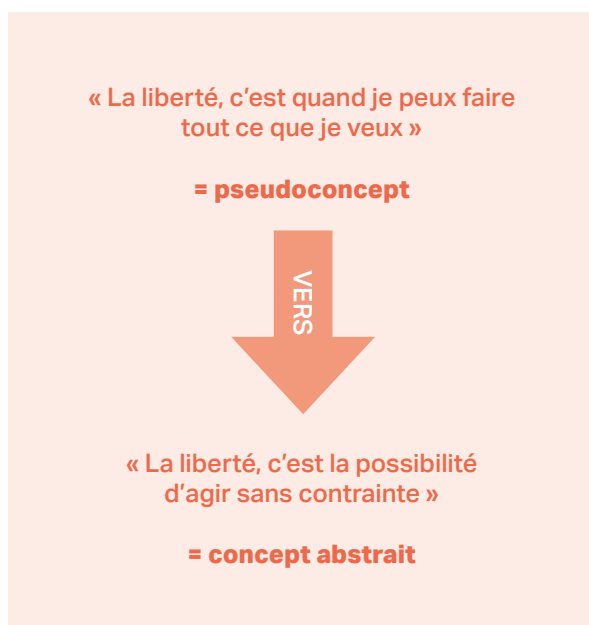 « La liberté, c’est quand je peux faire
tout ce que je veux »
= pseudoconcept
VERS
« La liberté, c’est la possibilité
d’agir sans contrainte »
= concept abstrait